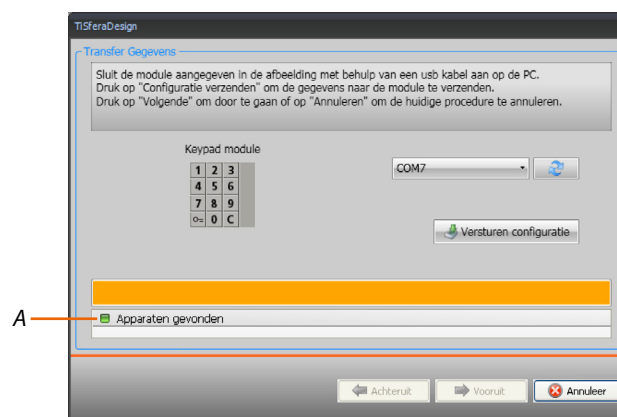 TiSferaDesign
Transfer Gegevens
Sluit de module aangegeven in de afbeelding met behulp van een usb kabel aan op de PC.
Druk op "Configuratie verzenden" om de gegevens naar de module te verzenden.
Druk op "Volgende" om door te gaan of op "Annuleren" om de huidige procedure te annuleren.
Keypad module
1 2 3
4 5 6
7 8 9
0 C
COM7
Versturen configuratie
A
Apparaten gevonden
Achteruit
Vooruit
Annuleer